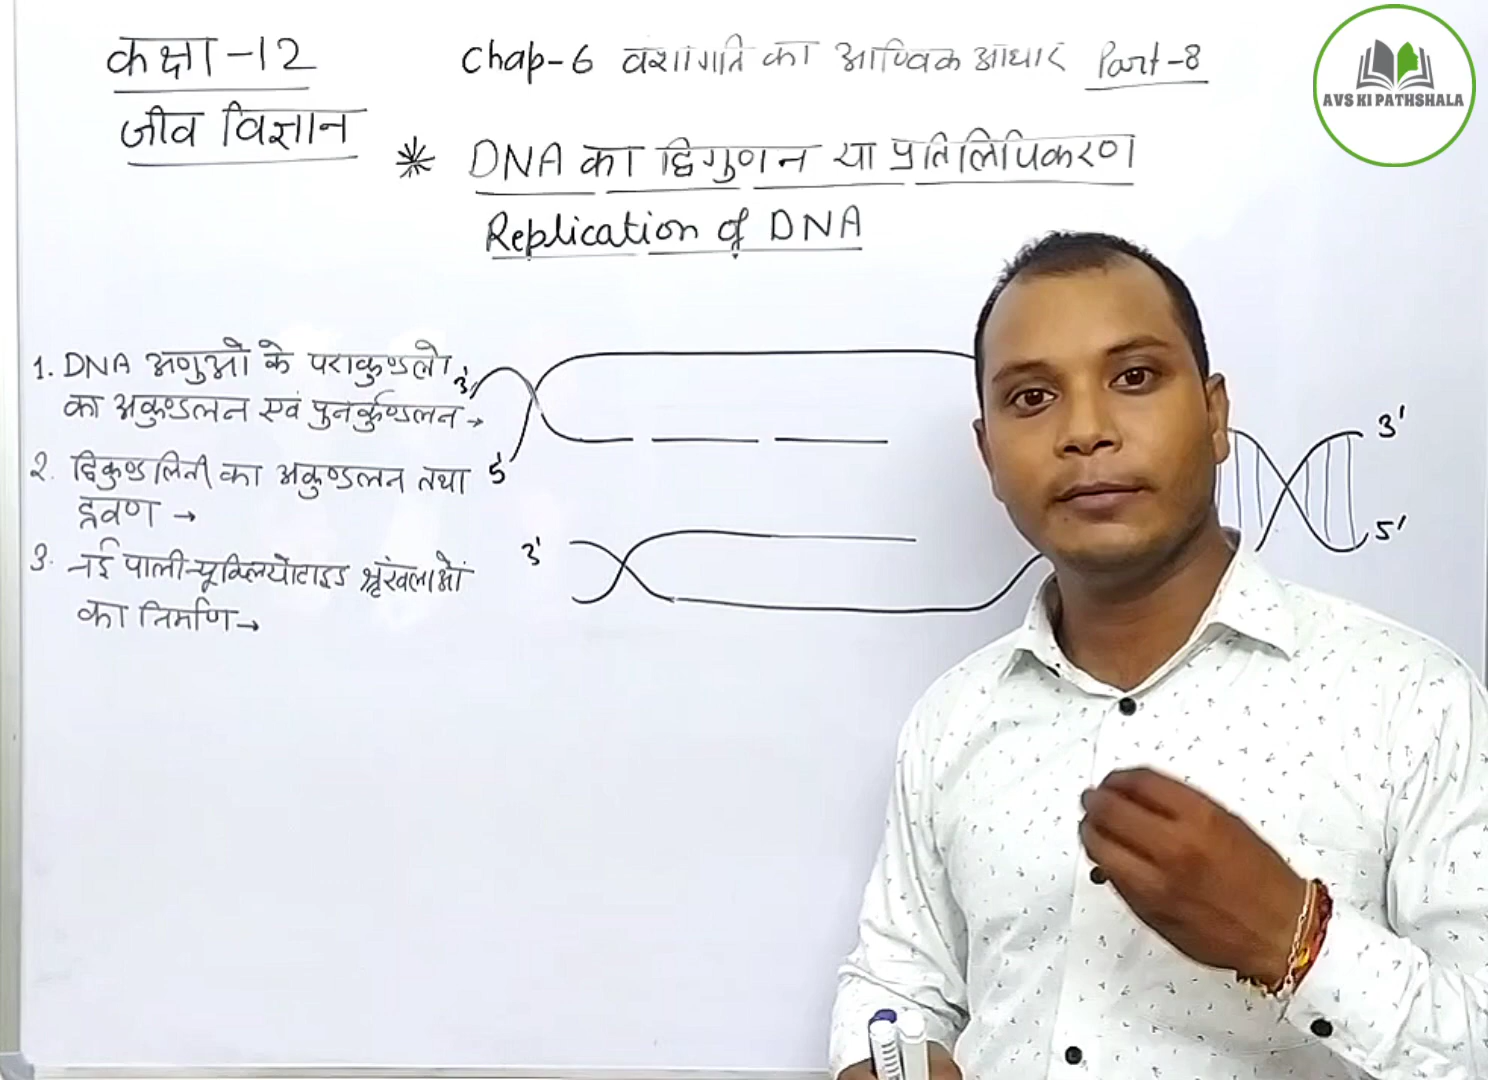 कक्षा-12
जीव विज्ञान
Chap-6 वंशागति का आण्विक आधार Part-8
AVS KI PATHSHALA
* DNA का द्विगुणन या प्रतिलिपिकरण
Replication of DNA
1. DNA अणुओ के पराकुण्डलो
का अकुण्डलन एवं पुनर्कुण्डलन→
2. द्विकुण्डलिनी का अकुण्डलन तथा
द्रवण →
3. नई पालीन्यूक्लियोटाइड श्रृंखलाओं
का निर्माण→
3'
5'
3'
3'
5'